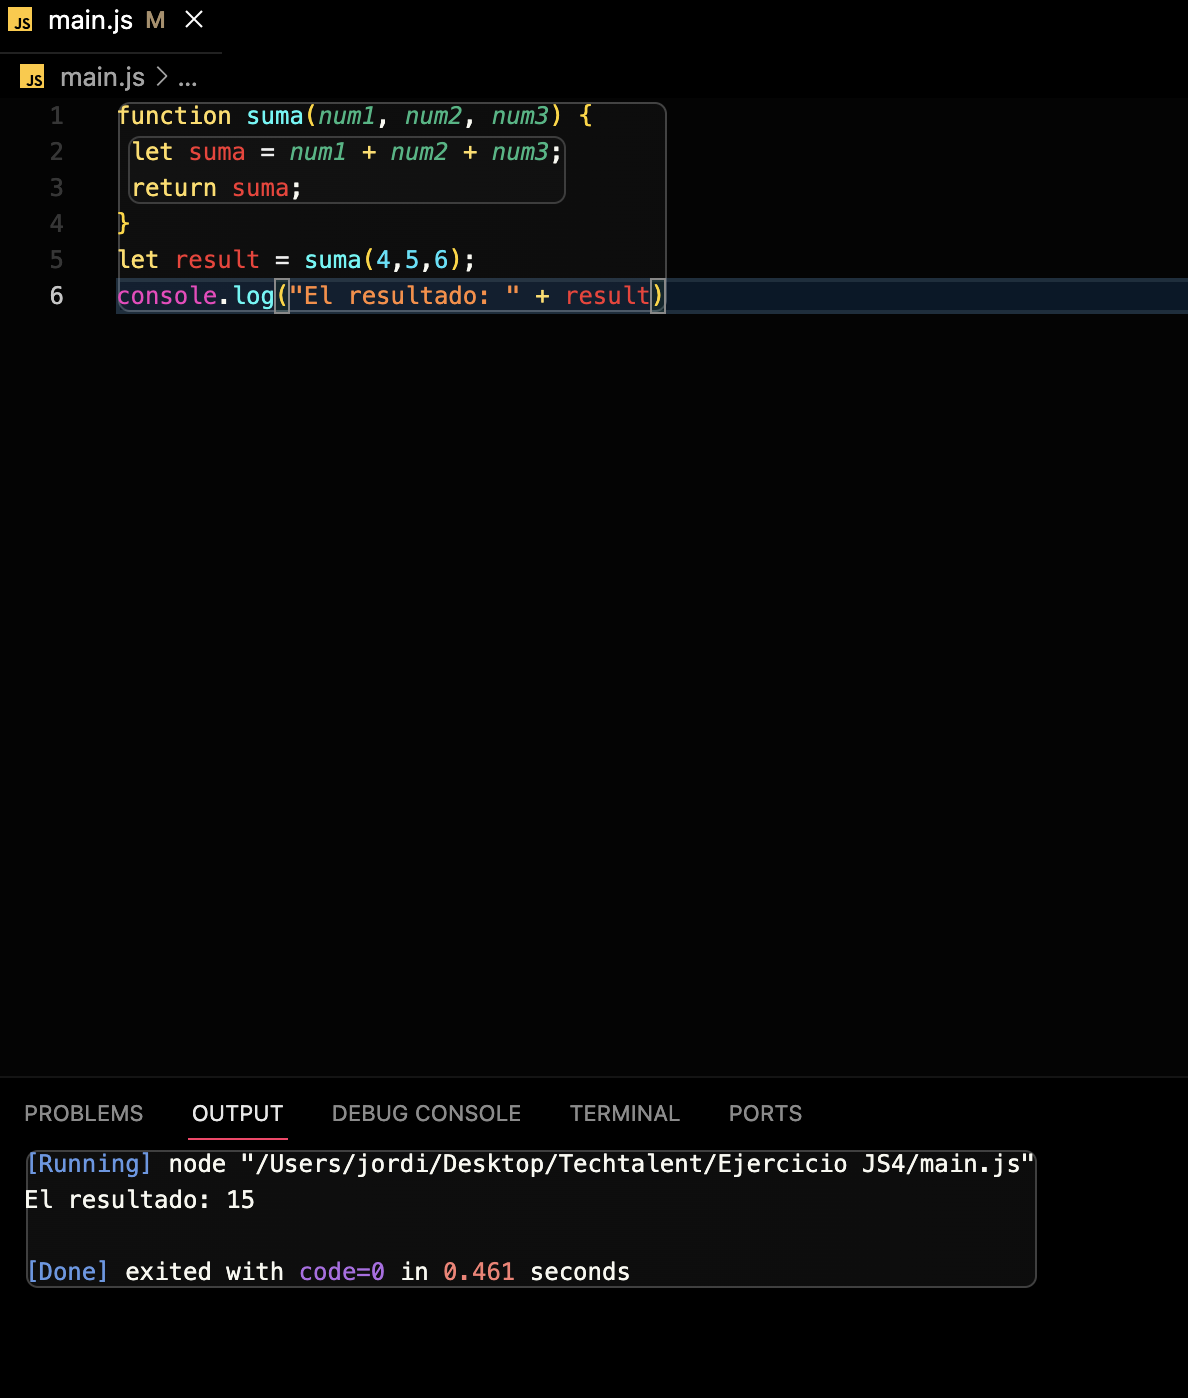 JS main.js M
JS main.js > ...
1 function suma(num1, num2, num3) {
2 let suma = num1 + num2 + num3;
3 return suma;
4 }
5 let result = suma(4,5,6);
6 console.log("El resultado: " + result)
PROBLEMS OUTPUT DEBUG CONSOLE TERMINAL PORTS
[Running] node "/Users/jordi/Desktop/Techtalent/Ejercicio JS4/main.js"
El resultado: 15
[Done] exited with code=0 in 0.461 seconds